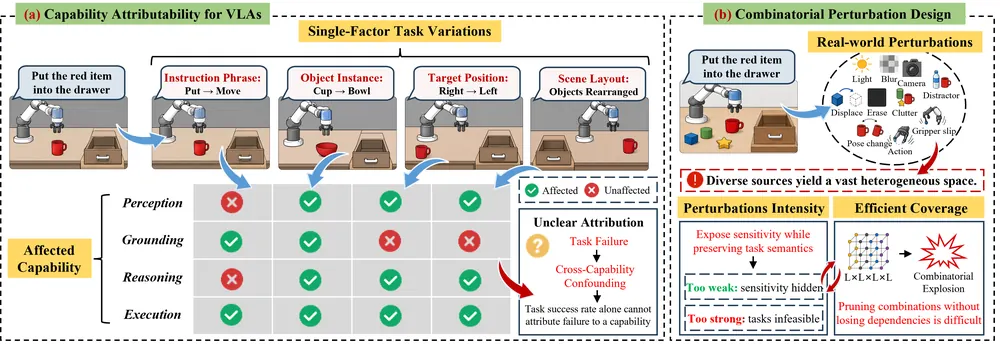 (a) Capability Attributability for VLAs
Single-Factor Task Variations
Put the red item
into the drawer
Instruction Phrase:
Put → Move
Object Instance:
Cup → Bowl
Target Position:
Right → Left
Scene Layout:
Objects Rearranged
Affected
Capability
Perception
Grounding
Reasoning
Execution
Affected
Unaffected
Unclear Attribution
?
Task Failure
Cross-Capability
Confounding
Task success rate alone cannot
attribute failure to a capability
(b) Combinatorial Perturbation Design
Put the red item
into the drawer
Real-world Perturbations
Light
Blur
Camera
Distractor
Displace
Erase
Clutter
Gripper slip
Pose change
Action
! Diverse sources yield a vast heterogeneous space.
Perturbations Intensity
Expose sensitivity while
preserving task semantics
Too weak: sensitivity hidden
Too strong: tasks infeasible
Efficient Coverage
L×L×L×L
Combinatorial
Explosion
Pruning combinations without
losing dependencies is difficult